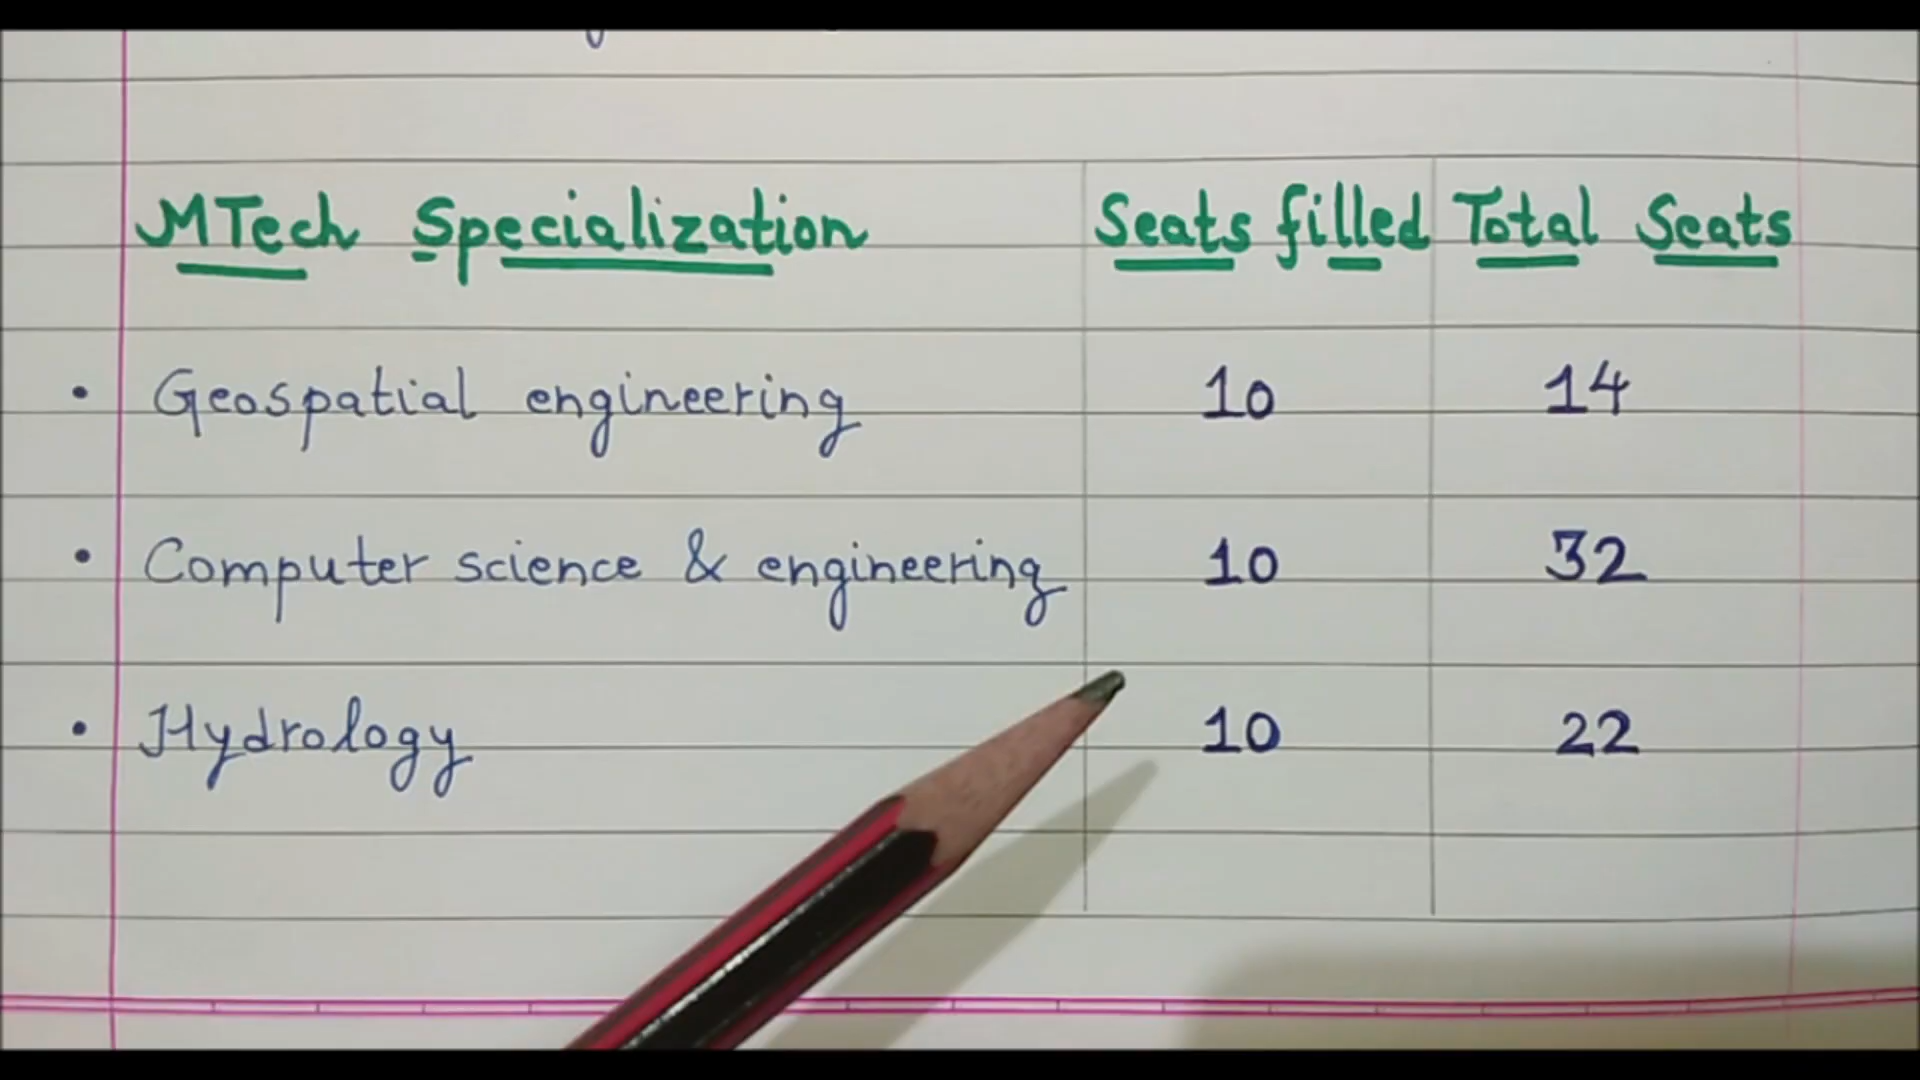 MTech Specialization Seats filled Total Seats
• Geospatial engineering 10 14
• Computer science & engineering 10 32
• Hydrology 10 22